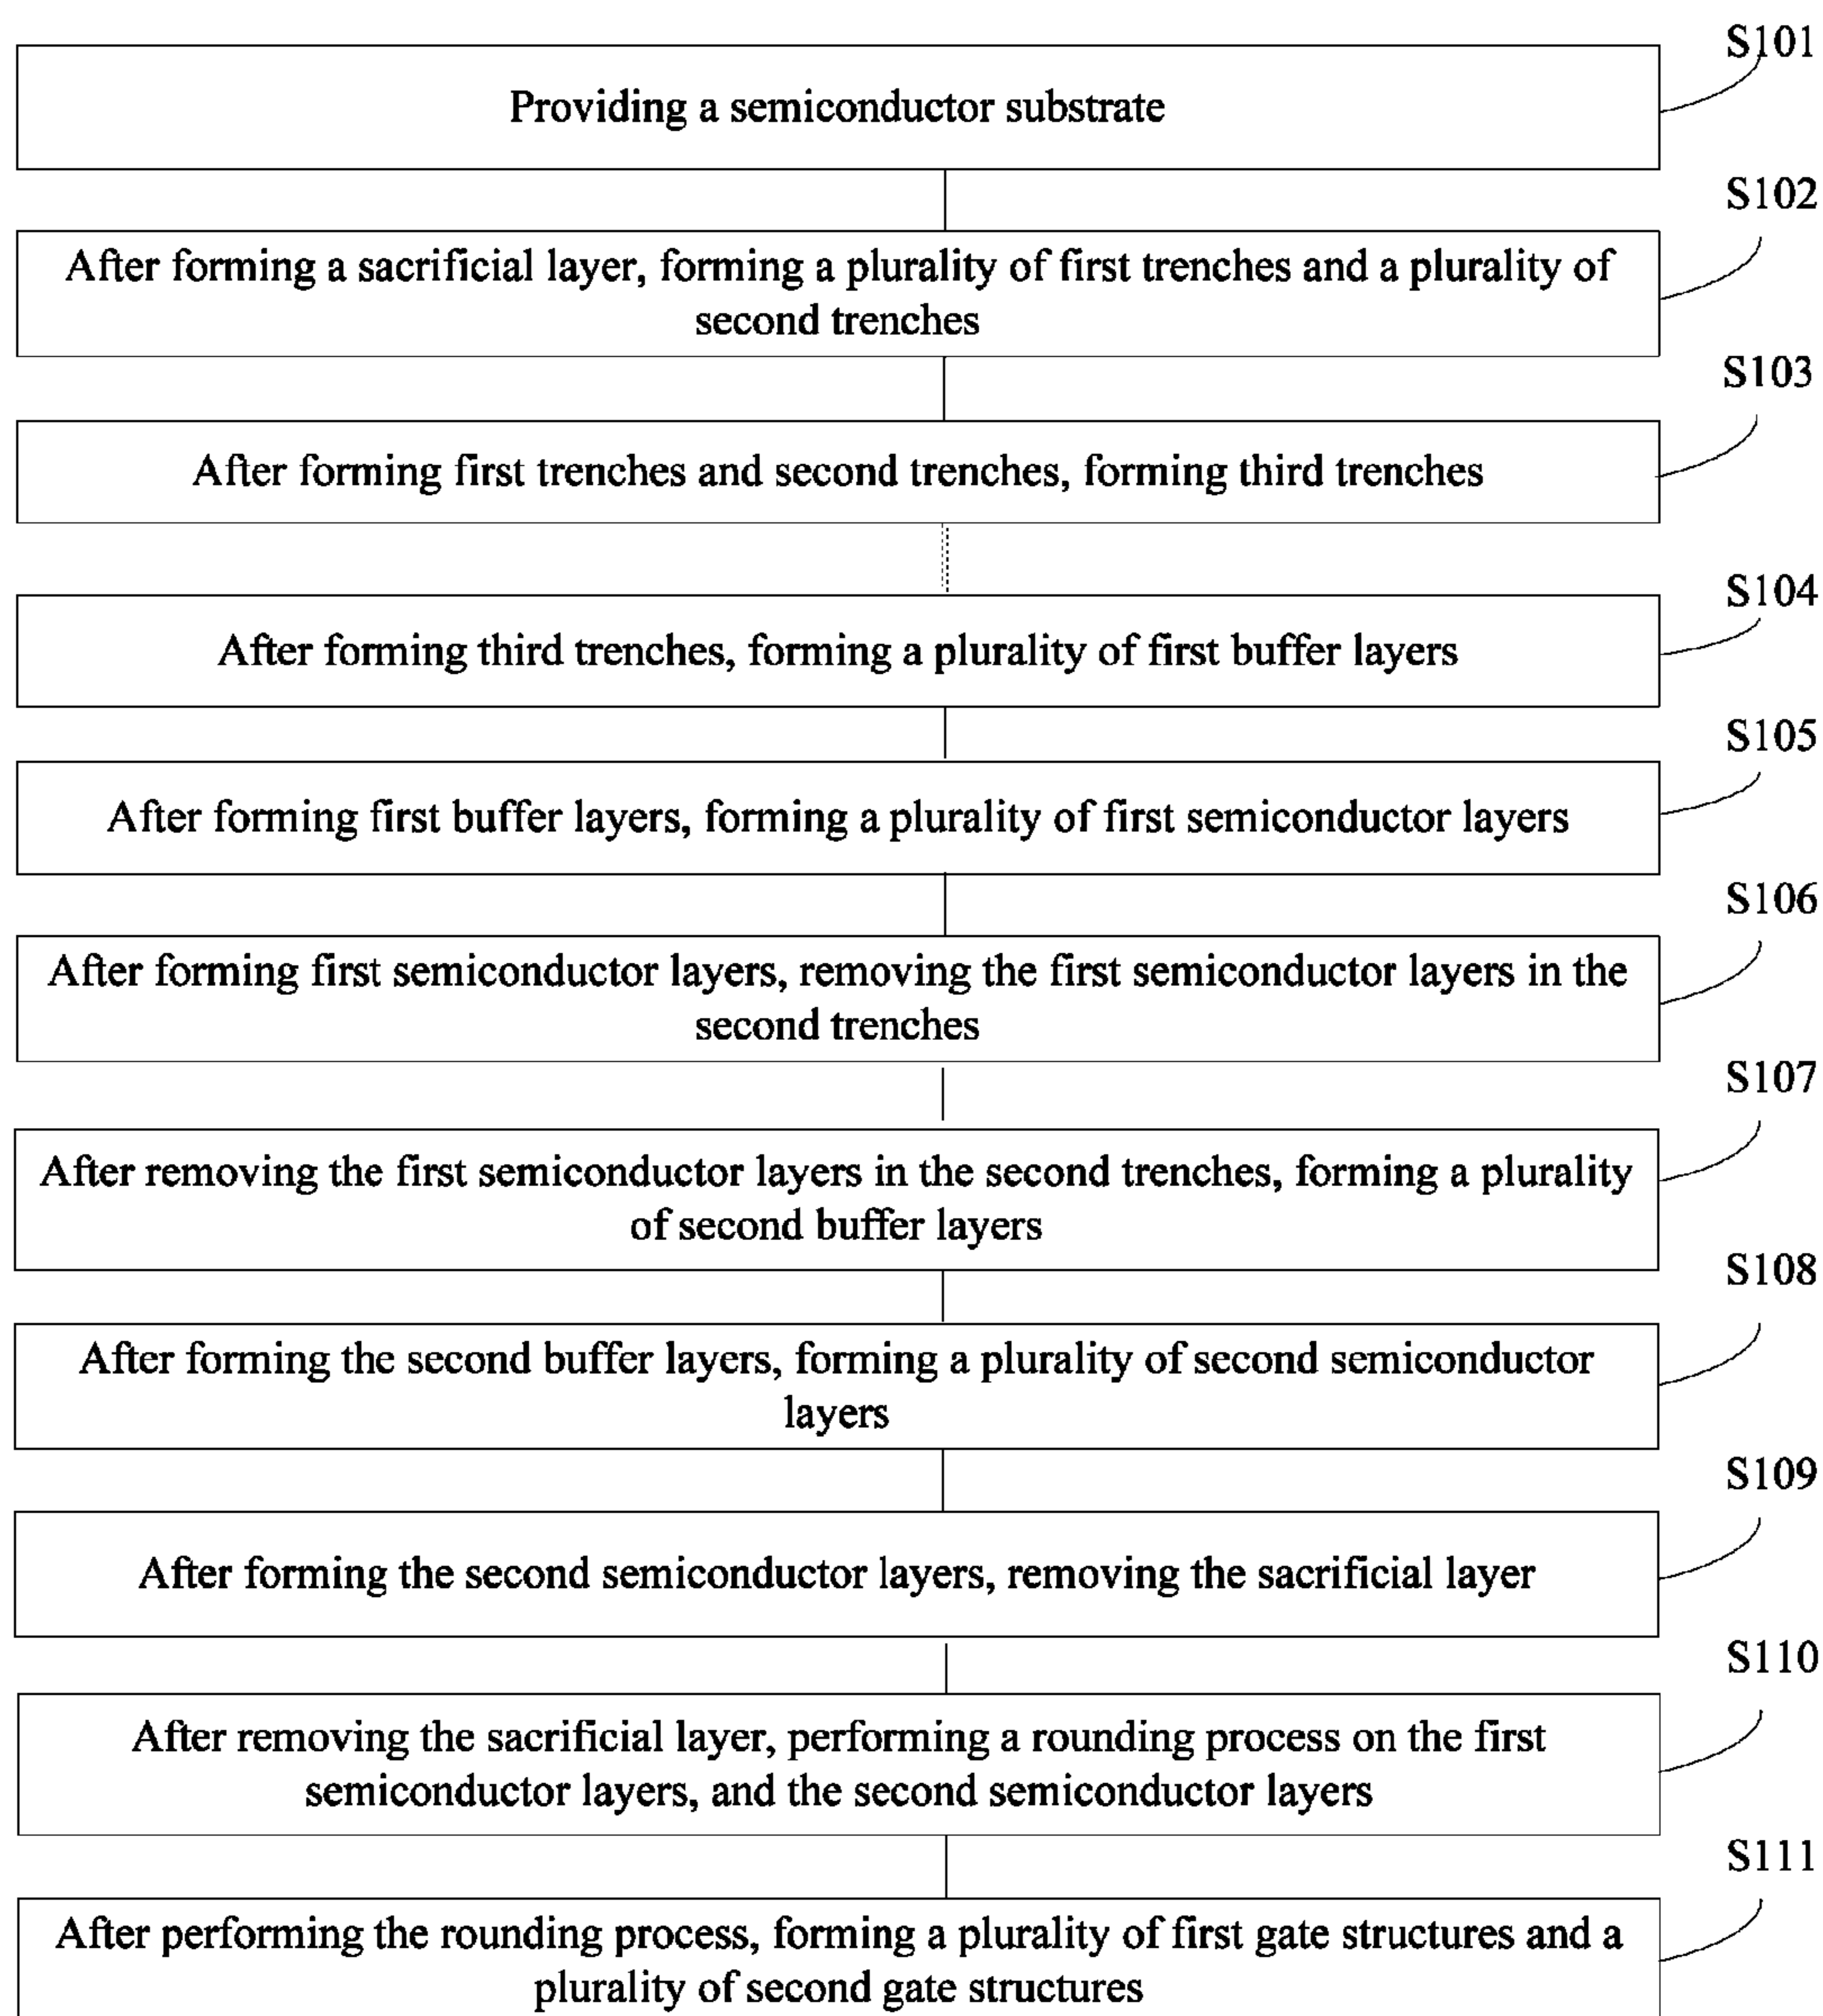 S101
Providing a semiconductor substrate
S102
After forming a sacrificial layer, forming a plurality of first trenches and a plurality of
second trenches
S103
After forming first trenches and second trenches, forming third trenches
S104
After forming third trenches, forming a plurality of first buffer layers
S105
After forming first buffer layers, forming a plurality of first semiconductor layers
S106
After forming first semiconductor layers, removing the first semiconductor layers in the
second trenches
S107
After removing the first semiconductor layers in the second trenches, forming a plurality
of second buffer layers
S108
After forming the second buffer layers, forming a plurality of second semiconductor
layers
S109
After forming the second semiconductor layers, removing the sacrificial layer
S110
After removing the sacrificial layer, performing a rounding process on the first
semiconductor layers, and the second semiconductor layers
S111
After performing the rounding process, forming a plurality of first gate structures and a
plurality of second gate structures